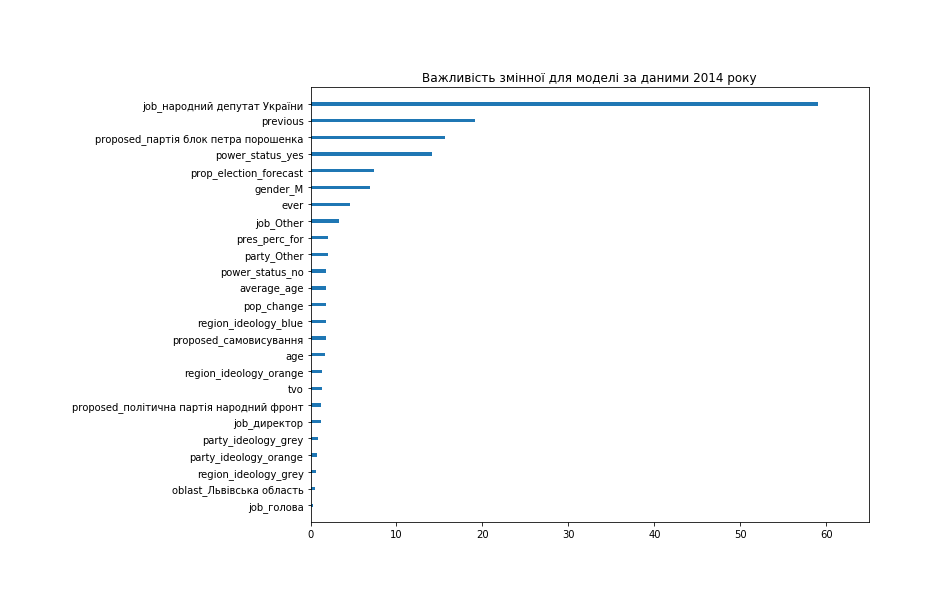 Важливість змінної для моделі за даними 2014 року
job_народний депутат України
previous
proposed_партія блок петра порошенка
power_status_yes
prop_election_forecast
gender_M
ever
job_Other
pres_perc_for
party_Other
power_status_no
average_age
pop_change
region_ideology_blue
proposed_самовисування
age
region_ideology_orange
tvo
proposed_політична партія народний фронт
job_директор
party_ideology_grey
party_ideology_orange
region_ideology_grey
oblast_Львівська область
job_голова
0 10 20 30 40 50 60